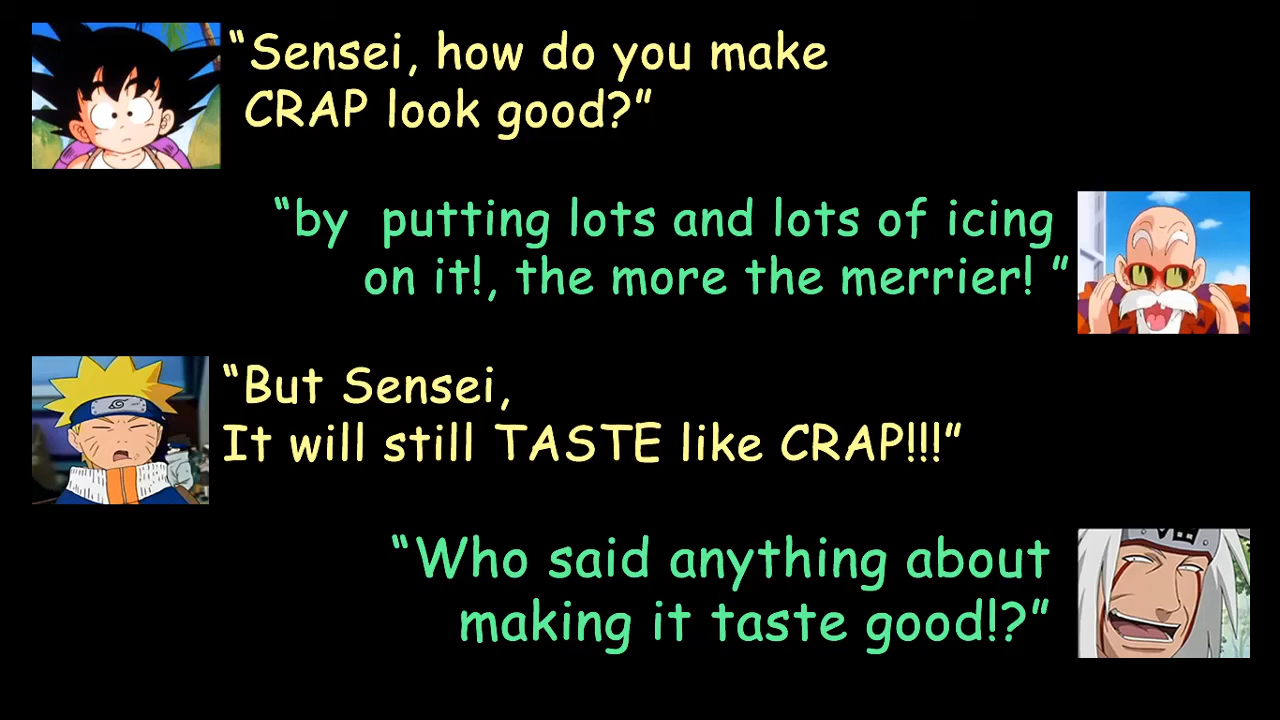 “Sensei, how do you make
CRAP look good?”
“by putting lots and lots of icing
on it!, the more the merrier! ”
“But Sensei,
It will still TASTE like CRAP!!!”
“Who said anything about
making it taste good!?”